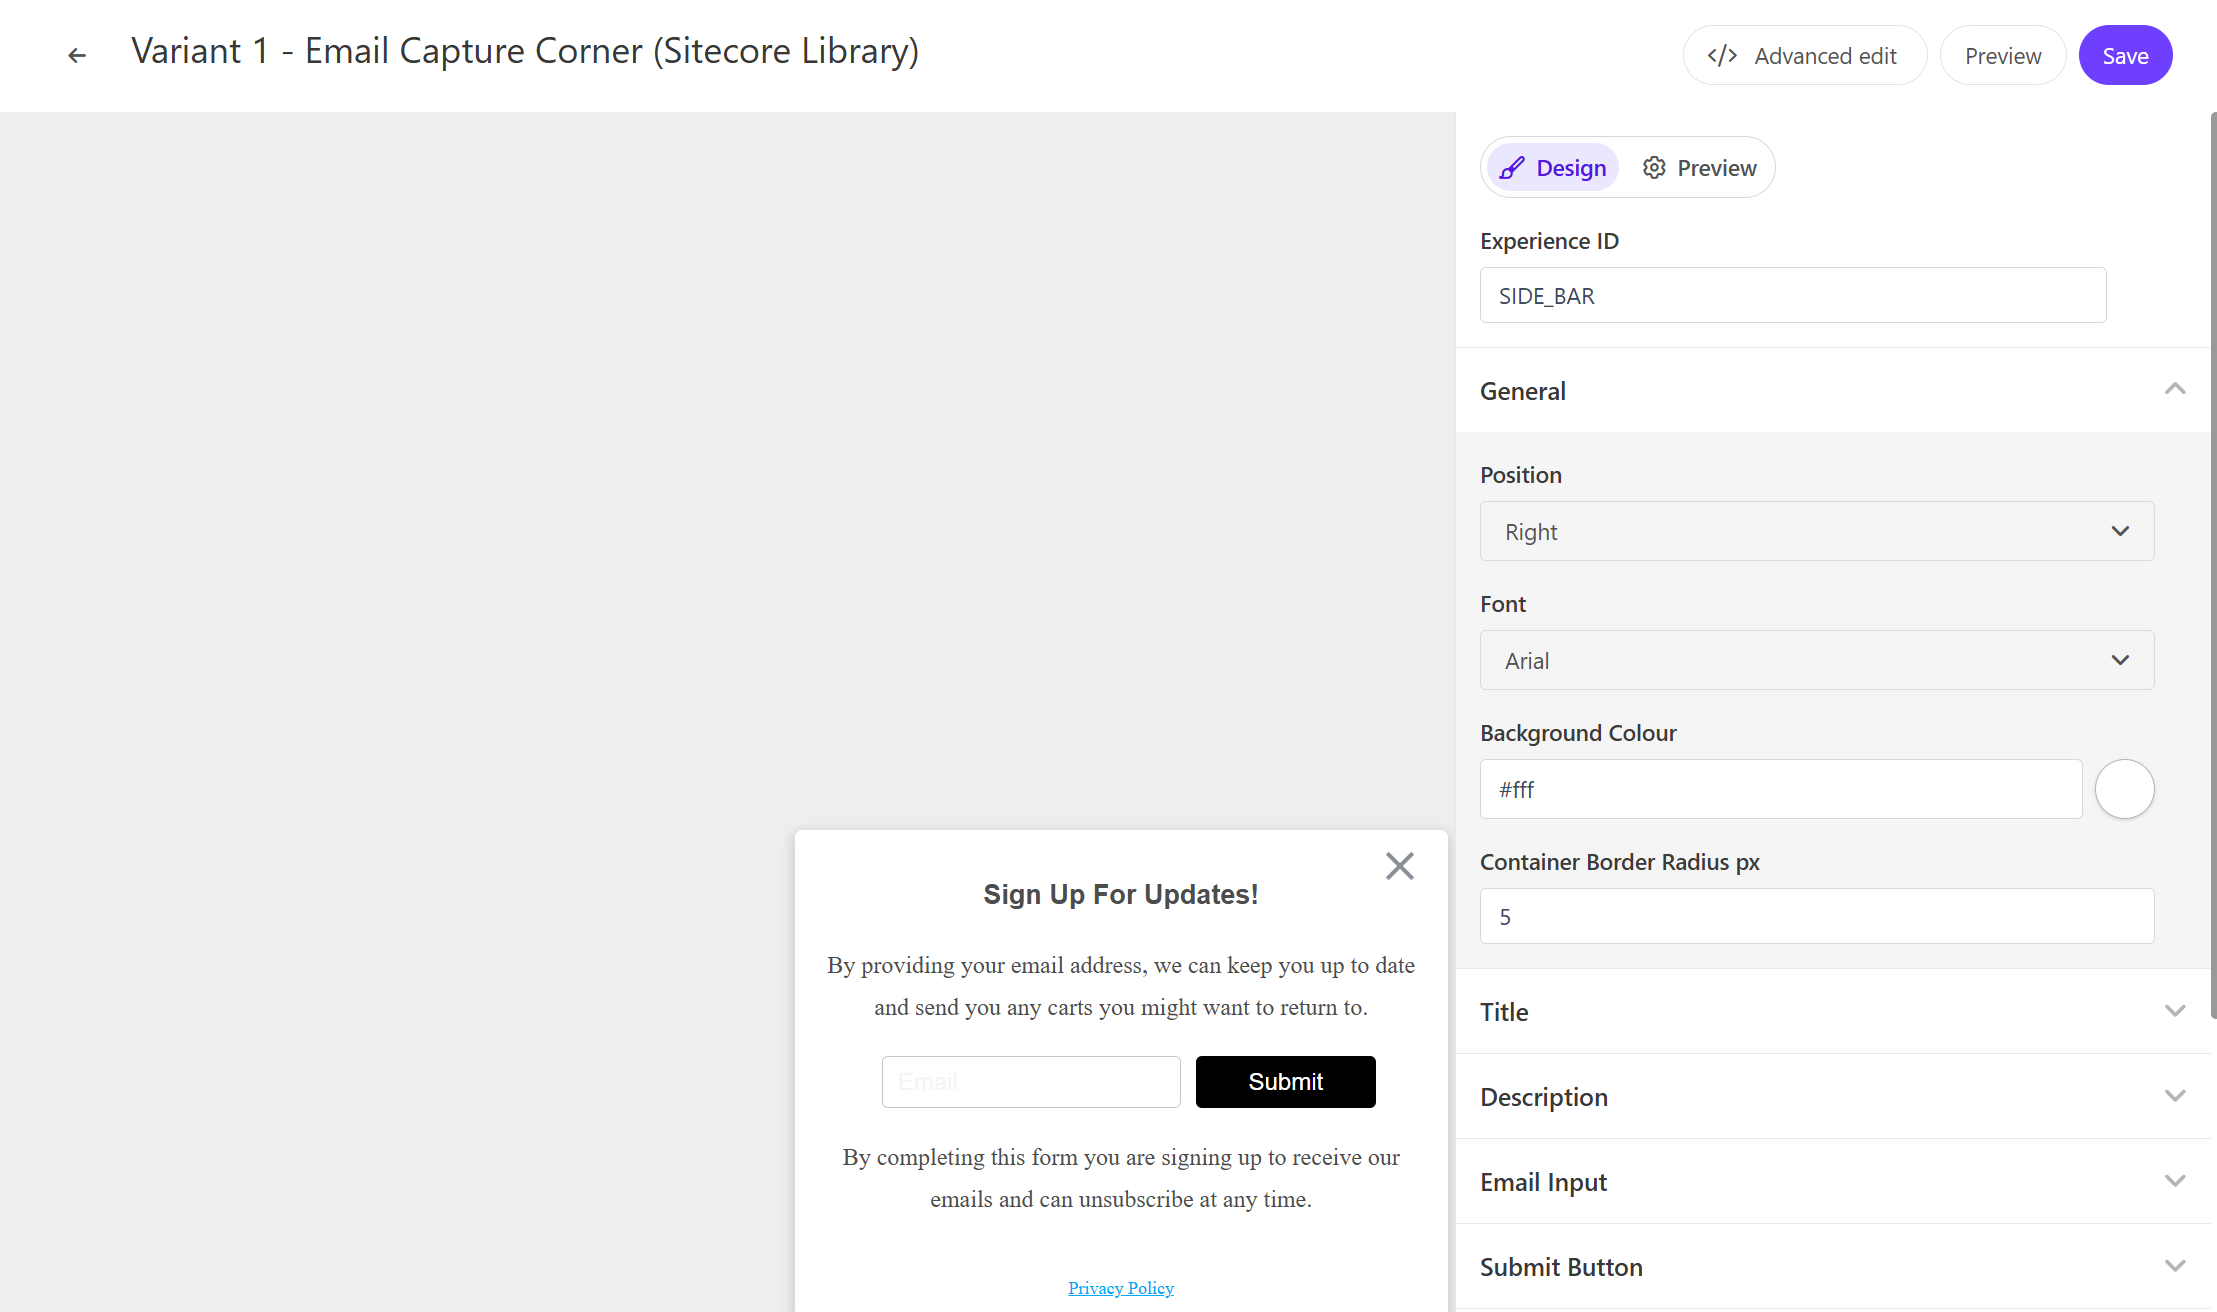 Variant 1 - Email Capture Corner (Sitecore Library)
</> Advanced edit
Preview
Save
Design
Preview
Experience ID
SIDE_BAR
General
Position
Right
Font
Arial
Background Colour
#fff
Container Border Radius px
5
Title
Description
Email Input
Submit Button
Sign Up For Updates!
By providing your email address, we can keep you up to date
and send you any carts you might want to return to.
Email
Submit
By completing this form you are signing up to receive our
emails and can unsubscribe at any time.
Privacy Policy